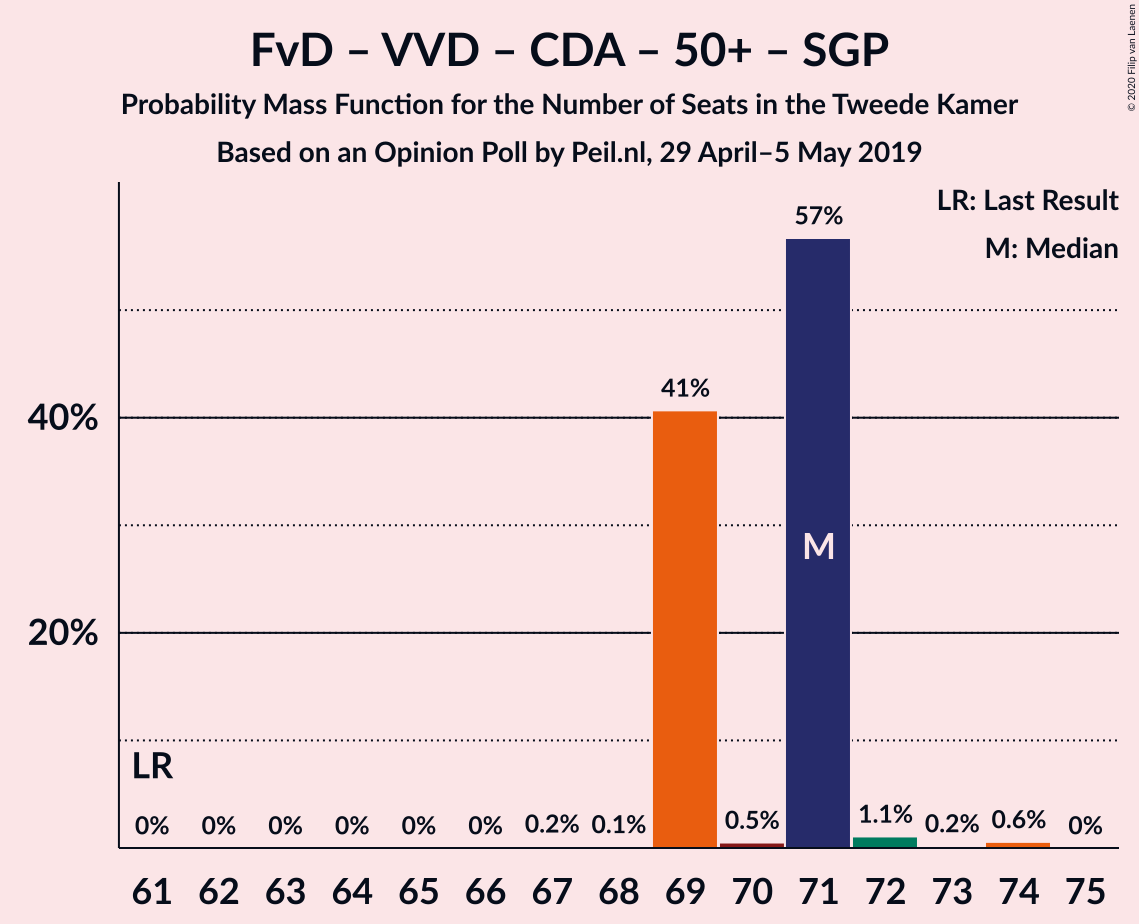 FvD – VVD – CDA – 50+ – SGP
Probability Mass Function for the Number of Seats in the Tweede Kamer
Based on an Opinion Poll by Peil.nl, 29 April–5 May 2019
© 2020 Filip van Laenen
LR: Last Result
M: Median
57%
41%
40%
M
20%
LR
0% 0% 0% 0% 0% 0% 0.2% 0.1% 0.5% 1.1% 0.2% 0.6% 0%
61 62 63 64 65 66 67 68 69 70 71 72 73 74 75